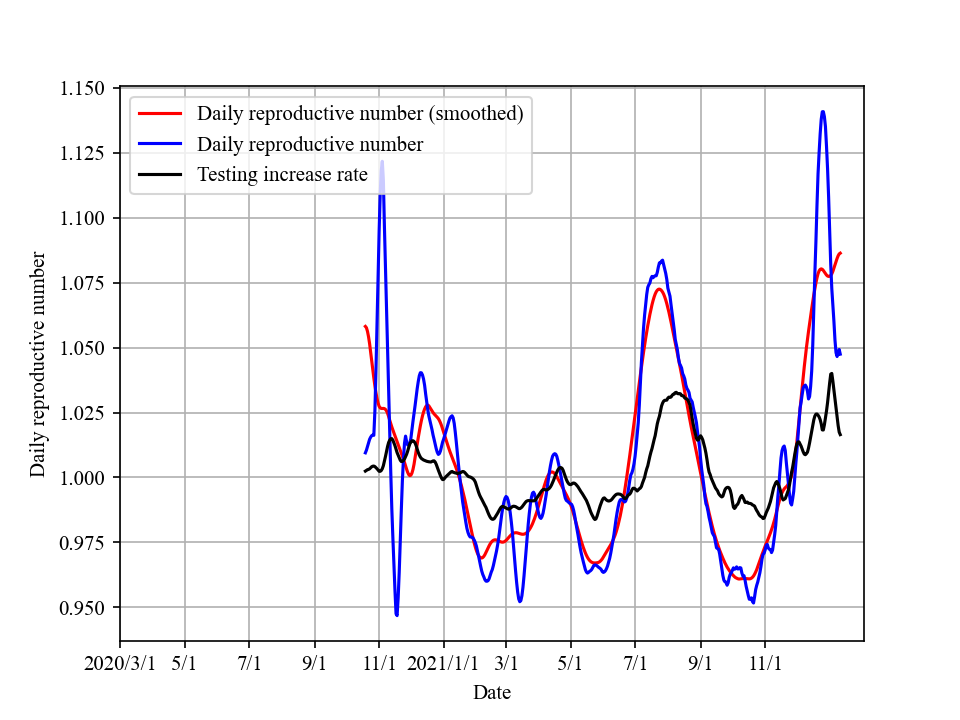 1.150
1.125
1.100
1.075
1.050
1.025
1.000
0.975
0.950
Daily reproductive number
Daily reproductive number (smoothed)
Daily reproductive number
Testing increase rate
2020/3/1 5/1 7/1 9/1 11/1 2021/1/1 3/1 5/1 7/1 9/1 11/1
Date